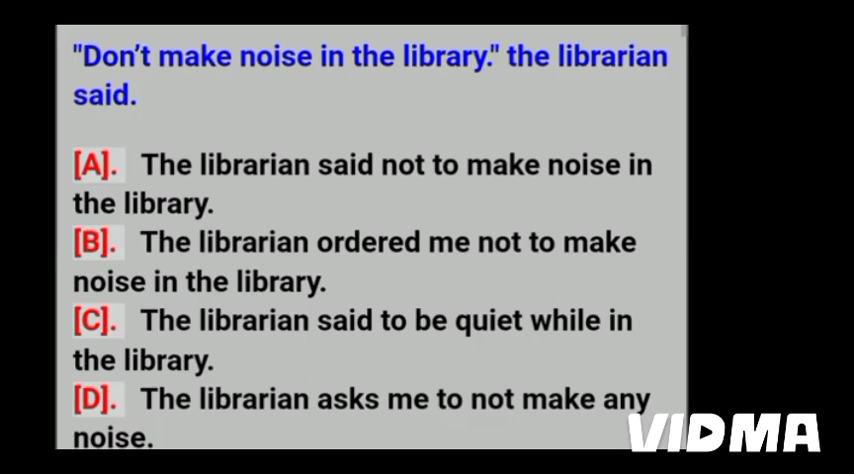 "Don't make noise in the library." the librarian
said.
[A]. The librarian said not to make noise in
the library.
[B]. The librarian ordered me not to make
noise in the library.
[C]. The librarian said to be quiet while in
the library.
[D]. The librarian asks me to not make any
noise.
VIDMA